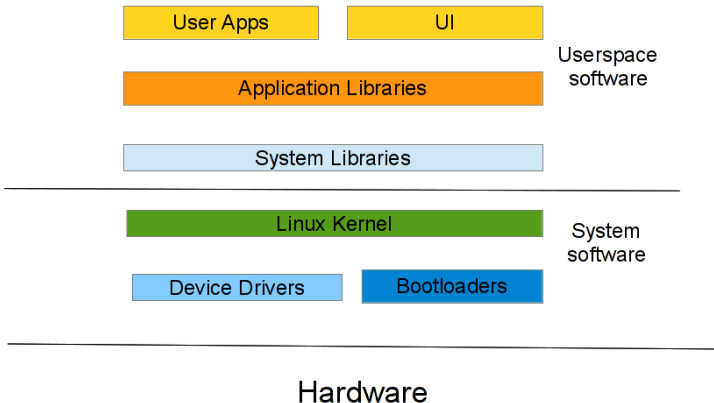 User Apps
UI
Userspace
software
Application Libraries
System Libraries
Linux Kernel
System
software
Device Drivers
Bootloaders
Hardware